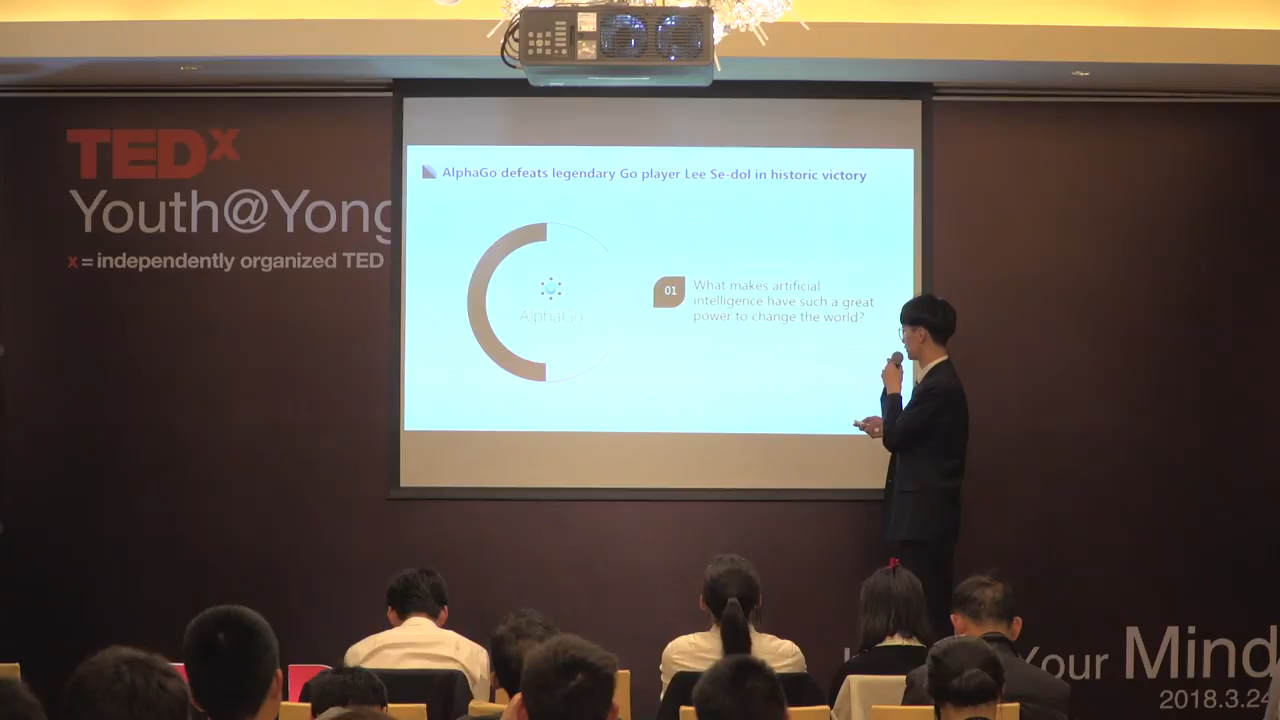 TEDx
Youth@Yong
x=independently organized TED
AlphaGo defeats legendary Go player Lee Se-dol in historic victory
AlphaGo
01
What makes artificial
intelligence have such a great
power to change the world?
Your Mind
2018.3.24